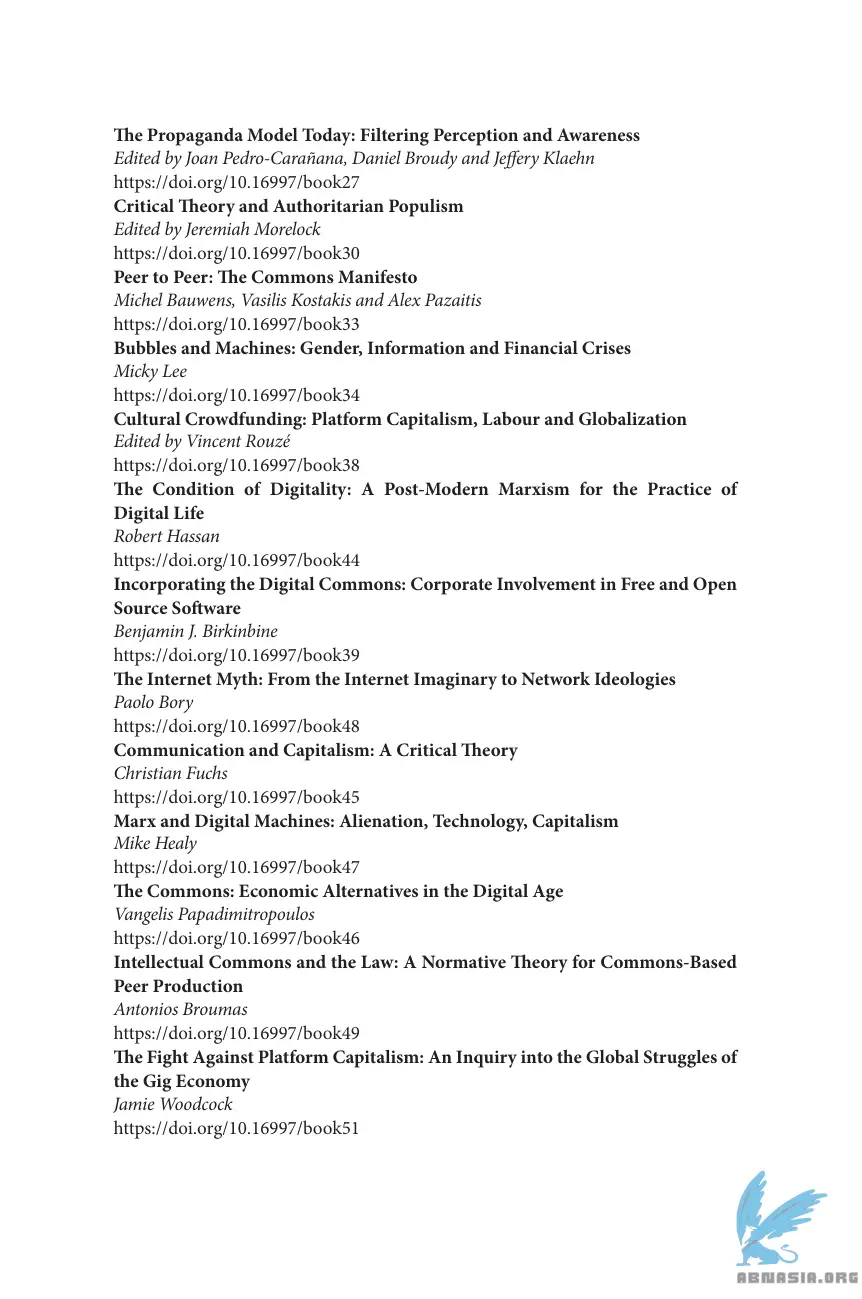 The Propaganda Model Today: Filtering Perception and Awareness
Edited by Joan Pedro-Carañana, Daniel Broudy and Jeffery Klaehn
https://doi.org/10.16997/book27
Critical Theory and Authoritarian Populism
Edited by Jeremiah Morelock
https://doi.org/10.16997/book30
Peer to Peer: The Commons Manifesto
Michel Bauwens, Vasilis Kostakis and Alex Pazaitis
https://doi.org/10.16997/book33
Bubbles and Machines: Gender, Information and Financial Crises
Micky Lee
https://doi.org/10.16997/book34
Cultural Crowdfunding: Platform Capitalism, Labour and Globalization
Edited by Vincent Rouzé
https://doi.org/10.16997/book38
The Condition of Digitality: A Post-Modern Marxism for the Practice of
Digital Life
Robert Hassan
https://doi.org/10.16997/book44
Incorporating the Digital Commons: Corporate Involvement in Free and Open
Source Software
Benjamin J. Birkinbine
https://doi.org/10.16997/book39
The Internet Myth: From the Internet Imaginary to Network Ideologies
Paolo Bory
https://doi.org/10.16997/book48
Communication and Capitalism: A Critical Theory
Christian Fuchs
https://doi.org/10.16997/book45
Marx and Digital Machines: Alienation, Technology, Capitalism
Mike Healy
https://doi.org/10.16997/book47
The Commons: Economic Alternatives in the Digital Age
Vangelis Papadimitropoulos
https://doi.org/10.16997/book46
Intellectual Commons and the Law: A Normative Theory for Commons-Based
Peer Production
Antonios Broumas
https://doi.org/10.16997/book49
The Fight Against Platform Capitalism: An Inquiry into the Global Struggles of
the Gig Economy
Jamie Woodcock
https://doi.org/10.16997/book51
ABNASIA.ORG